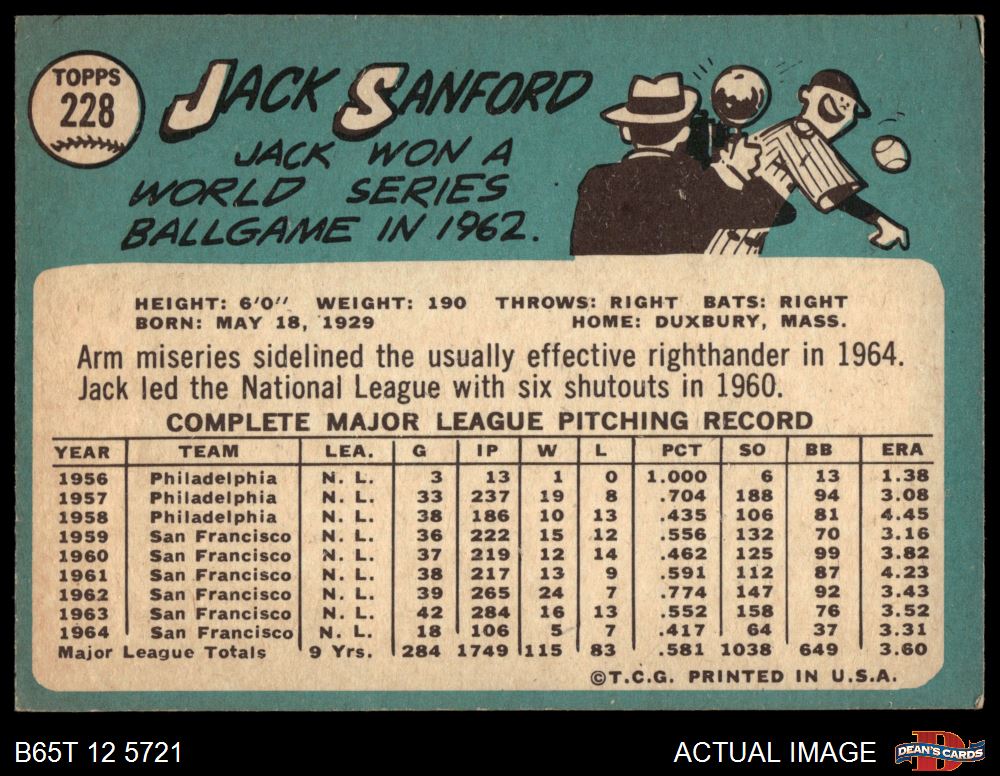 TOPPS
228
JACK SANFORD
JACK WON A
WORLD SERIES
BALLGAME IN 1962.
HEIGHT: 6'0" WEIGHT: 190 THROWS: RIGHT BATS: RIGHT
BORN: MAY 18, 1929 HOME: DUXBURY, MASS.
Arm miseries sidelined the usually effective righthander in 1964.
Jack led the National League with six shutouts in 1960.
COMPLETE MAJOR LEAGUE PITCHING RECORD
YEAR TEAM LEA. G IP W L PCT SO BB ERA
1956 Philadelphia N. L. 3 13 1 0 1.000 6 13 1.38
1957 Philadelphia N. L. 33 237 19 8 .704 188 94 3.08
1958 Philadelphia N. L. 38 186 10 13 .435 106 81 4.45
1959 San Francisco N. L. 36 222 15 12 .556 132 70 3.16
1960 San Francisco N. L. 37 219 12 14 .462 125 99 3.82
1961 San Francisco N. L. 38 217 13 9 .591 112 87 4.23
1962 San Francisco N. L. 39 265 24 7 .774 147 92 3.43
1963 San Francisco N. L. 42 284 16 13 .552 158 76 3.52
1964 San Francisco N. L. 18 106 5 7 .417 64 37 3.31
Major League Totals 9 Yrs. 284 1749 115 83 .581 1038 649 3.60
©T.C.G. PRINTED IN U.S.A.
B65T 12 5721 ACTUAL IMAGE DEAN'S CARDS